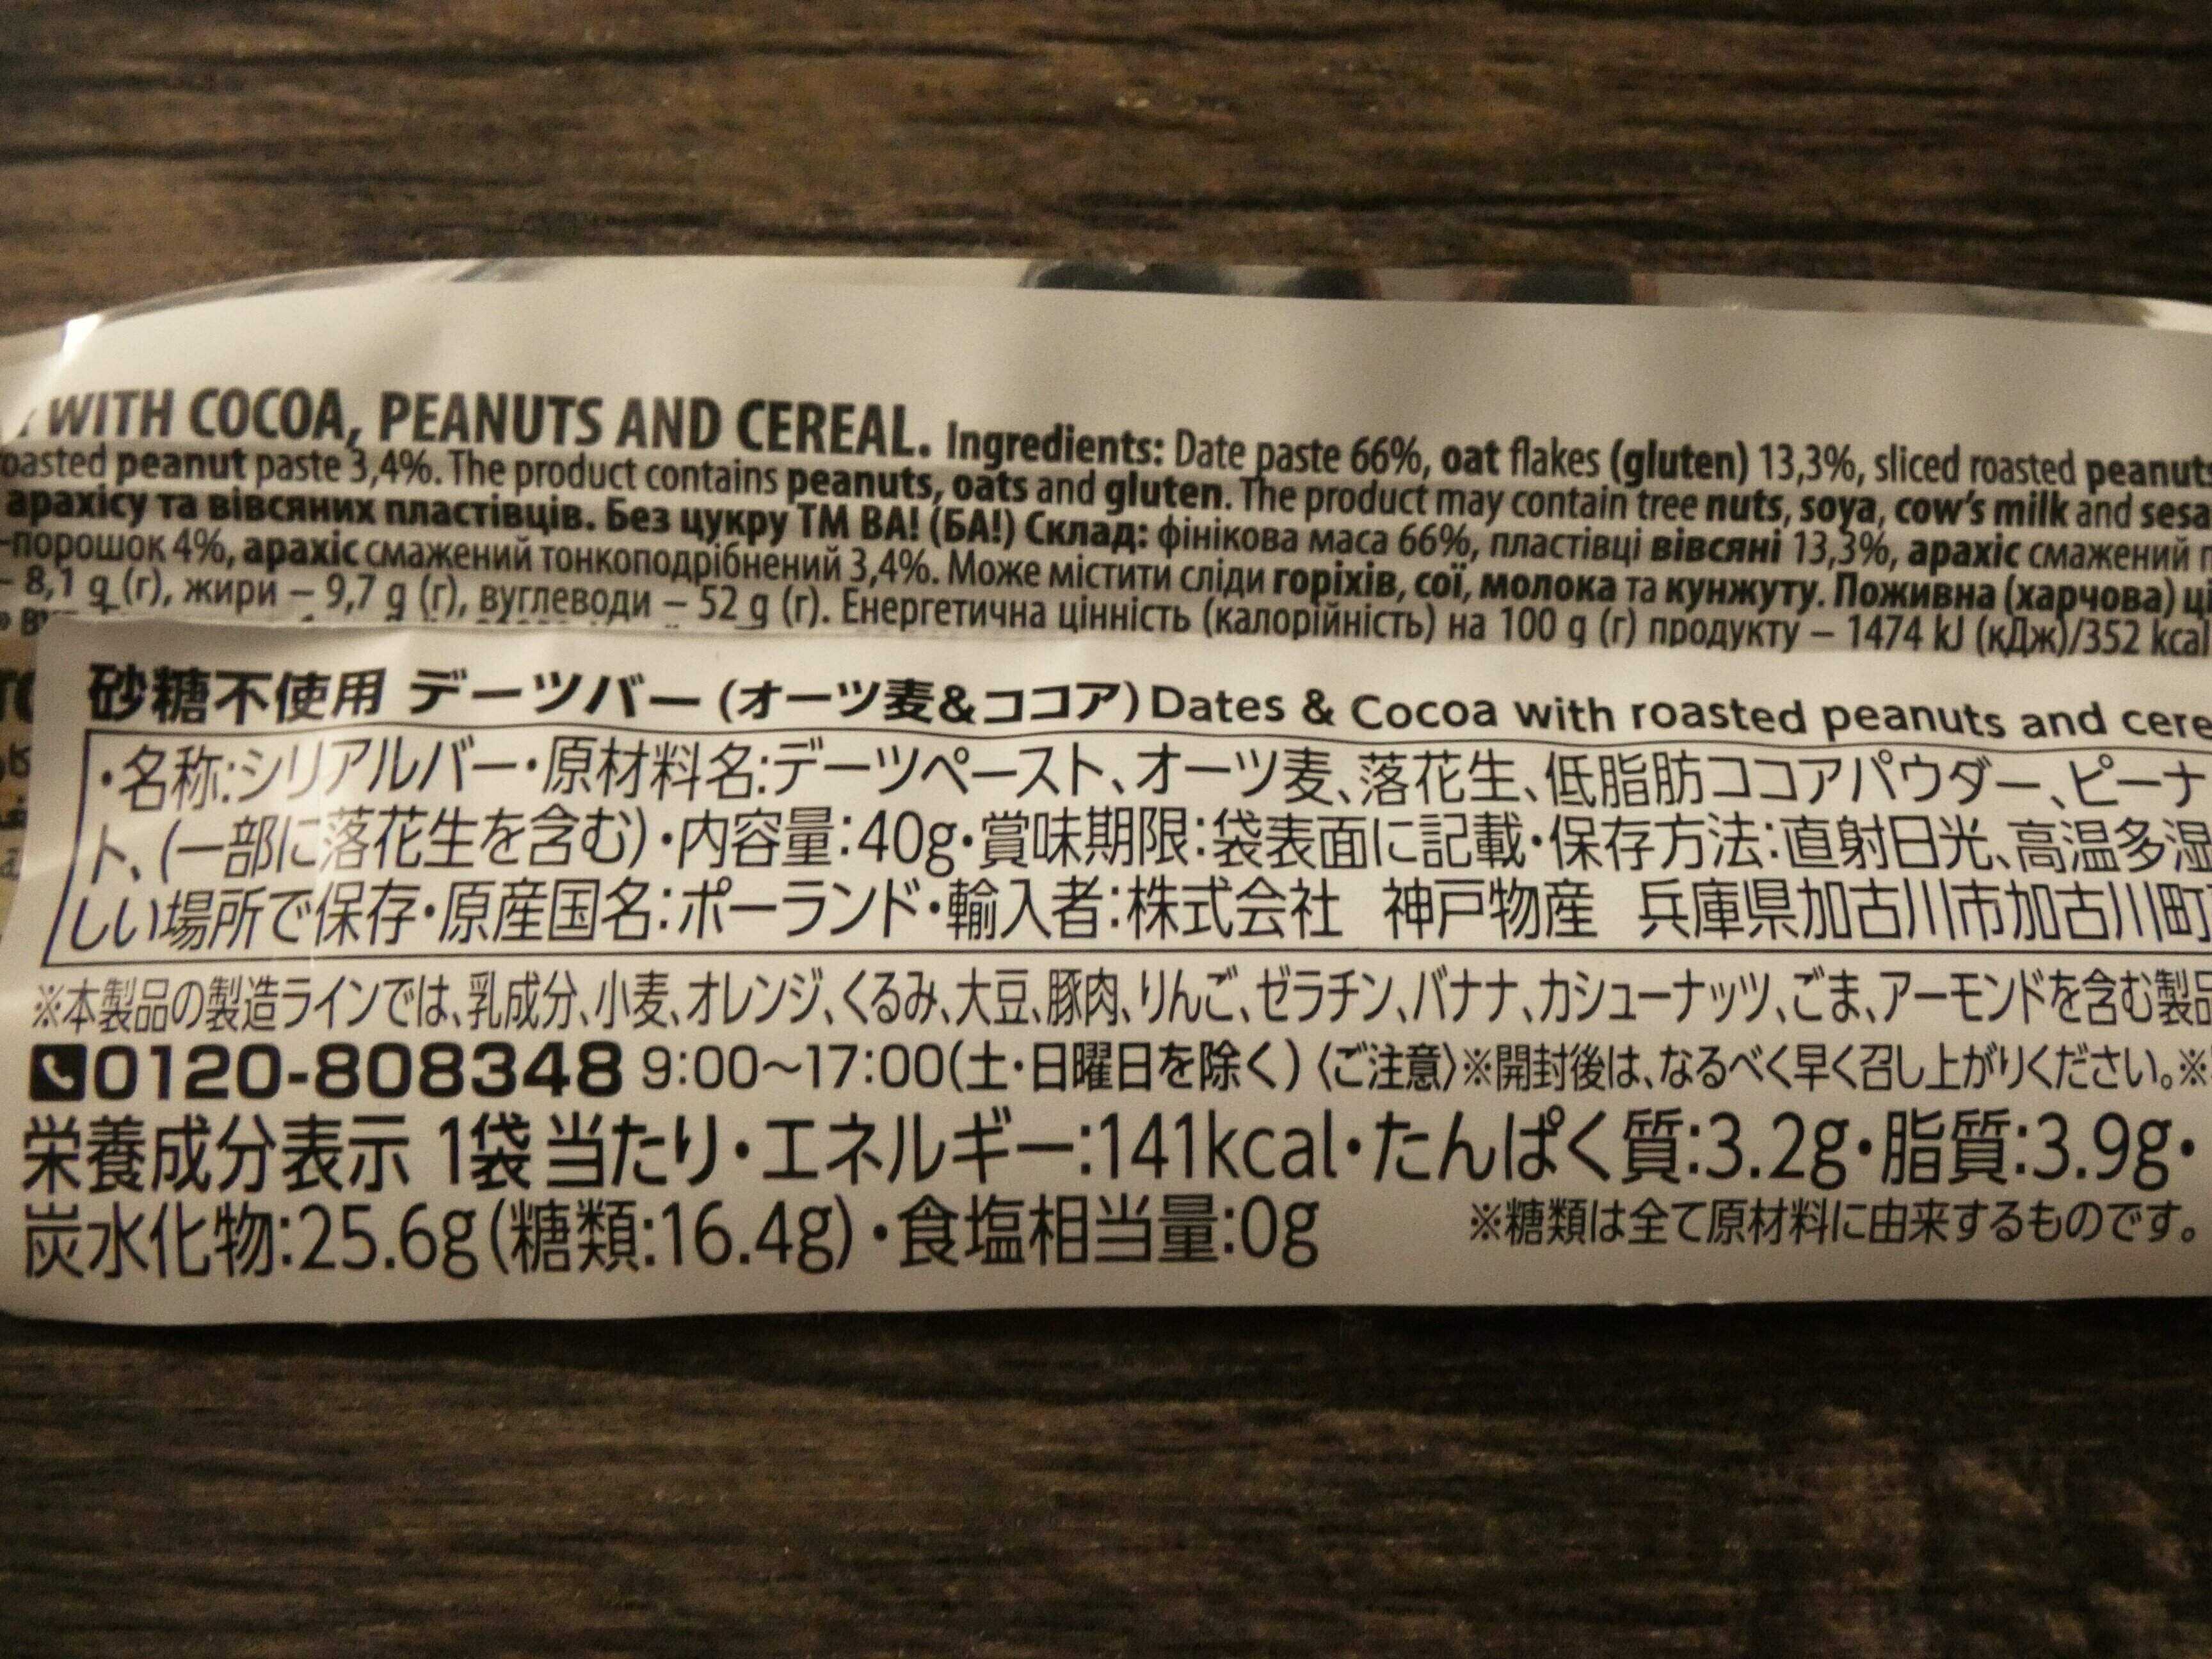 WITH COCOA, PEANUTS AND CEREAL. Ingredients: Date paste 66%, oat flakes (gluten) 13,3%, sliced roasted peanuts
roasted peanut paste 3,4%. The product contains peanuts, oats and gluten. The product may contain tree nuts, soya, cow's milk and sesa
арахісу та вівсяних пластівців. Без цукру ТМ BA! (БА!) Склад: фінікова маса 66%, пластівці вівсяні 13,3%, арахіс смажений п
-порошок 4%, арахіс смажений тонкоподрібнений 3,4%. Може містити сліди горіхів, сої, молока та кунжуту. Поживна (харчова) ці
– 8,1 g (г), жири – 9,7 g (г), вуглеводи – 52 g (г). Енергетична цінність (калорійність) на 100 g (г) продукту – 1474 kJ (кДж)/352 kcal
砂糖不使用 デーツバー (オーツ麦&ココア) Dates & Cocoa with roasted peanuts and cere
・名称:シリアルバー・原材料名:デーツペースト、オーツ麦、落花生、低脂肪ココアパウダー、ピーナ
ト、(一部に落花生を含む)・内容量:40g・賞味期限:袋表面に記載・保存方法:直射日光、高温多湿
しい場所で保存・原産国名:ポーランド・輸入者:株式会社 神戸物産 兵庫県加古川市加古川町
※本製品の製造ラインでは、乳成分、小麦、オレンジ、くるみ、大豆、豚肉、りんご、ゼラチン、バナナ、カシューナッツ、ごま、アーモンドを含む製品
0120-808348 9:00～17:00(土・日曜日を除く) 〈ご注意〉※開封後は、なるべく早く召し上がりください。※
栄養成分表示 1袋当たり・エネルギー:141kcal・たんぱく質:3.2g・脂質:3.9g・
炭水化物:25.6g(糖類:16.4g)・食塩相当量:0g ※糖類は全て原材料に由来するものです。